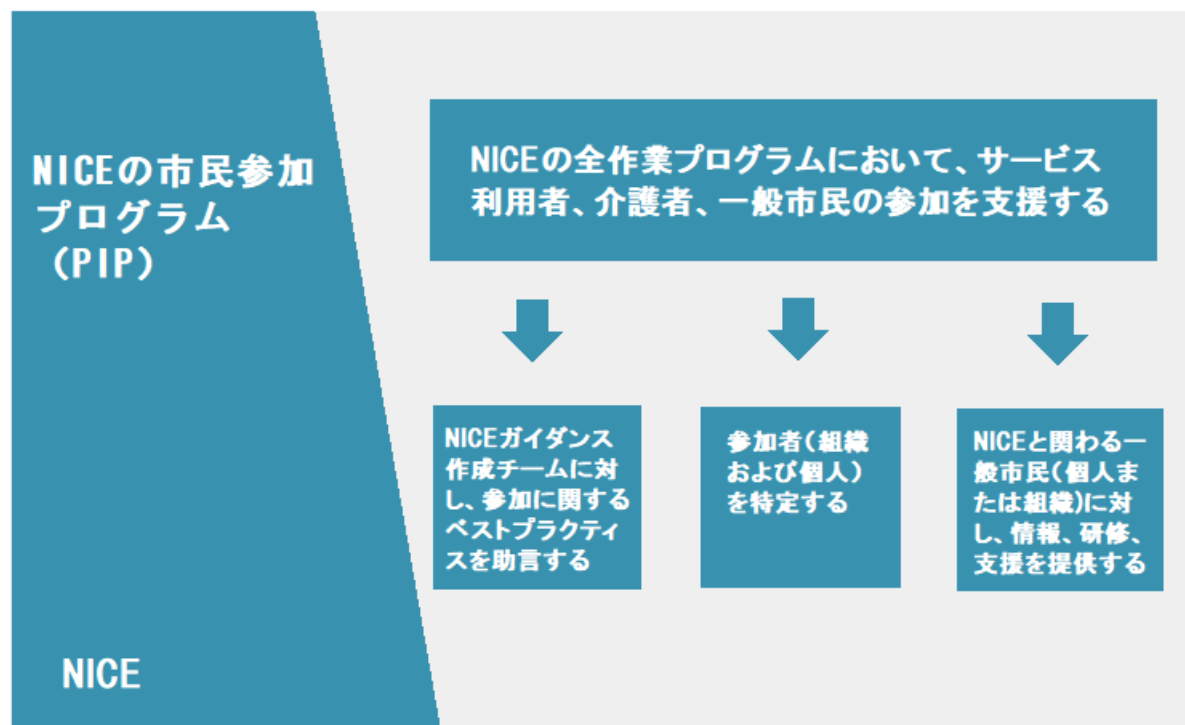 NICEの市民参加
プログラム
（PIP）
NICEの全作業プログラムにおいて、サービス
利用者、介護者、一般市民の参加を支援する
NICEガイダンス
作成チームに対
し、参加に関する
ベストプラクティ
スを助言する
参加者（組織
および個人）
を特定する
NICEと関わる一
般市民（個人ま
たは組織)に対
し、情報、研修、
支援を提供する
NICE